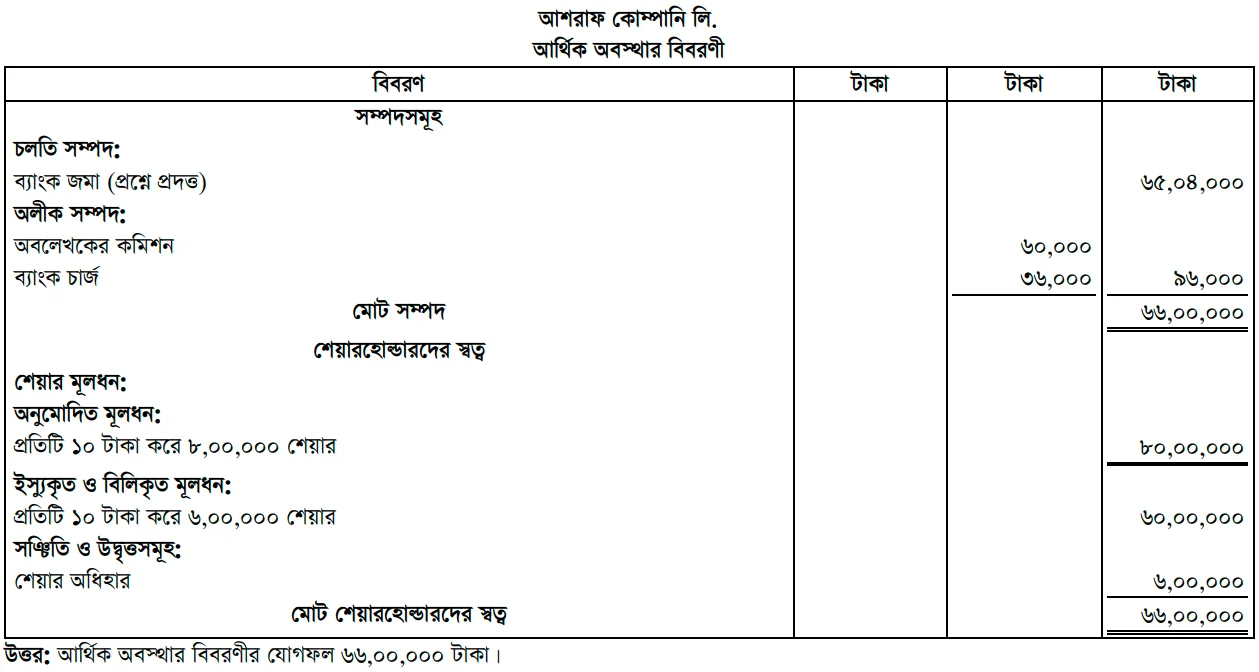 আশরাফ কোম্পানি লি.
আর্থিক অবস্থার বিবরণী
বিবরণ টাকা টাকা টাকা
সম্পদসমূহ
চলতি সম্পদ:
ব্যাংক জমা (প্রশ্নে প্রদত্ত) ৬৫,০৪,০০০
অলীক সম্পদ:
অবলেখকের কমিশন ৬০,০০০
ব্যাংক চার্জ ৩৬,০০০ ৯৬,০০০
মোট সম্পদ ৬৬,০০,০০০
শেয়ারহোল্ডারদের স্বত্ব
শেয়ার মূলধন:
অনুমোদিত মূলধন:
প্রতিটি ১০ টাকা করে ৮,০০,০০০ শেয়ার ৮০,০০,০০০
ইস্যুকৃত ও বিলিকৃত মূলধন:
প্রতিটি ১০ টাকা করে ৬,০০,০০০ শেয়ার ৬০,০০,০০০
সঞ্চিতি ও উদ্বৃত্তসমূহ:
শেয়ার অধিহার ৬,০০,০০০
মোট শেয়ারহোল্ডারদের স্বত্ব ৬৬,০০,০০০
উত্তর: আর্থিক অবস্থার বিবরণীর যোগফল ৬৬,০০,০০০ টাকা।